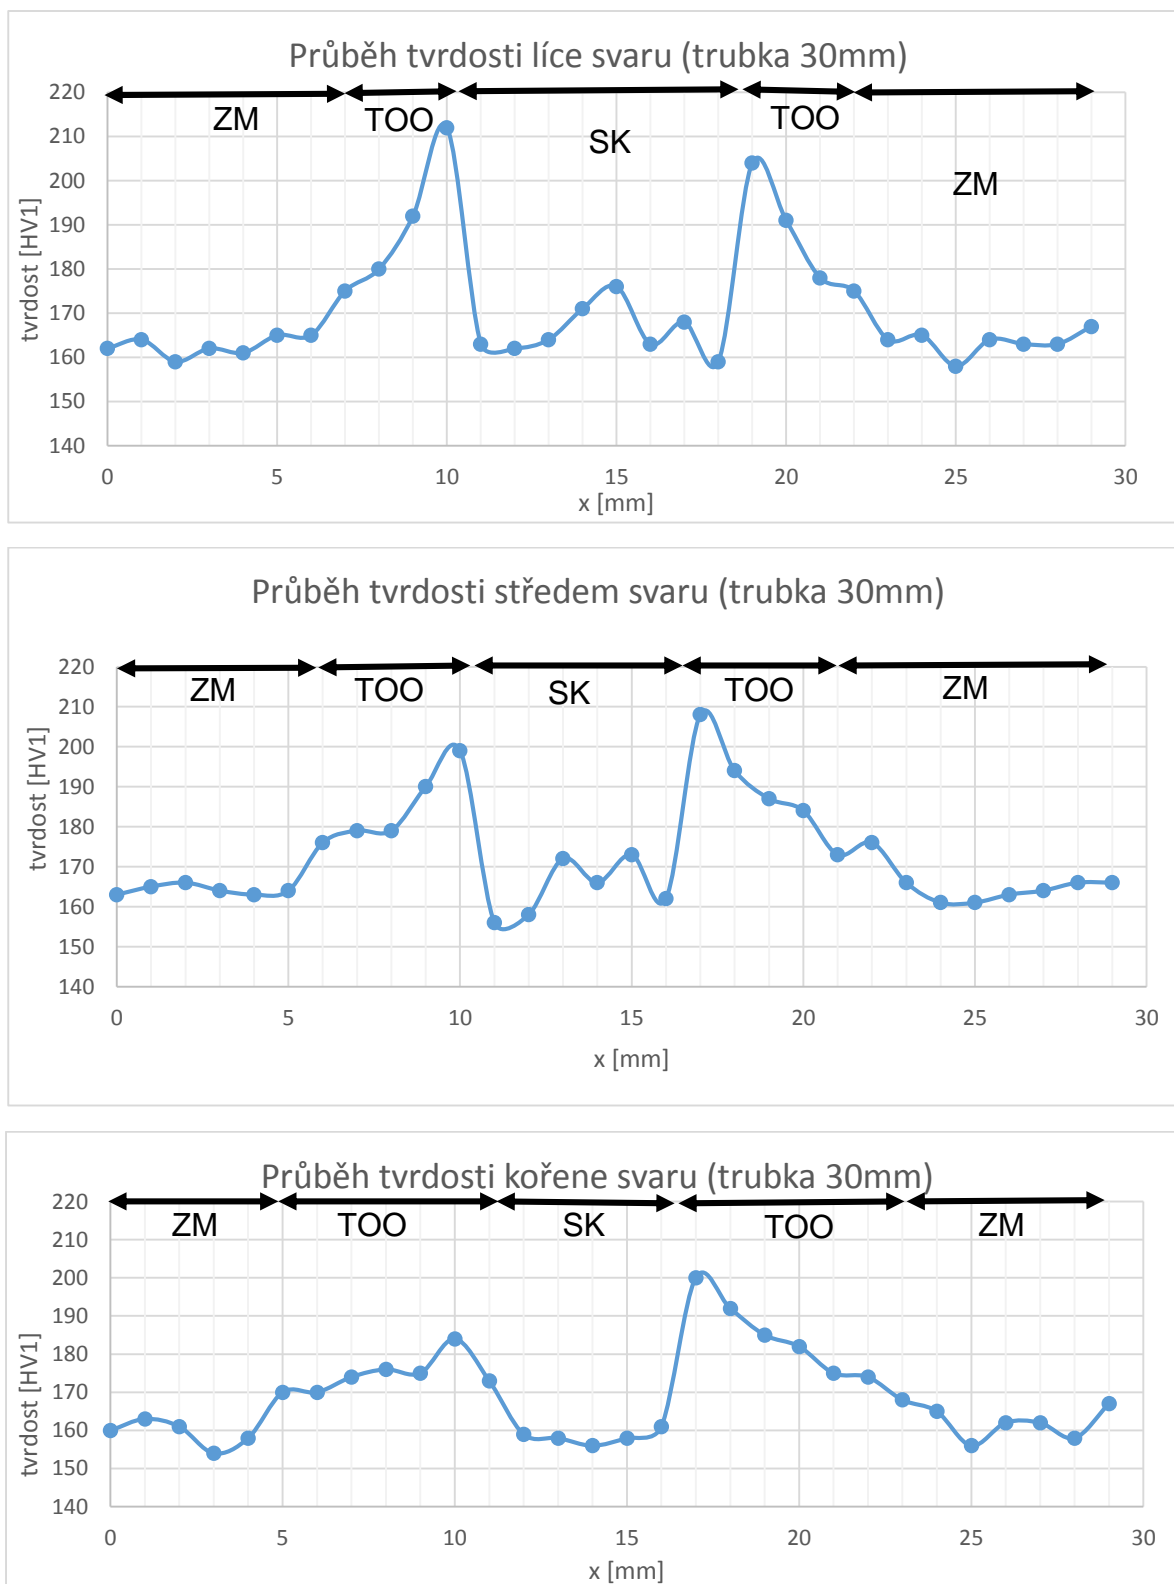 Průběh tvrdosti líce svaru (trubka 30mm)
ZM TOO SK TOO ZM
tvrdost [HV1]
220
210
200
190
180
170
160
150
140
0 5 10 15 20 25 30
x [mm]
Průběh tvrdosti středem svaru (trubka 30mm)
ZM TOO SK TOO ZM
tvrdost [HV1]
220
210
200
190
180
170
160
150
140
0 5 10 15 20 25 30
x [mm]
Průběh tvrdosti kořene svaru (trubka 30mm)
ZM TOO SK TOO ZM
tvrdost [HV1]
220
210
200
190
180
170
160
150
140
0 5 10 15 20 25 30
x [mm]